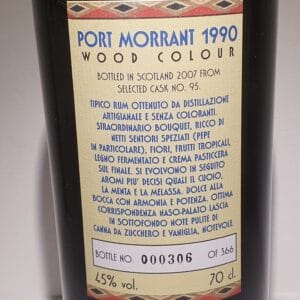 PORT MORRANT 1990
WOOD COLOUR
BOTTLED IN SCOTLAND 2007 FROM
SELECTED CASK NO. 95.
TIPICO RUM OTTENUTO DA DISTILLAZIONE
ARTIGIANALE E SENZA COLORANTI.
STRAORDINARIO BOUQUET, RICCO DI
NETTI SENTORI SPEZIATI (PEPE
IN PARTICOLARE), FIORI, FRUTTI TROPICALI,
LEGNO FERMENTATO E CREMA PASTICCERA
SUL FINALE. SI EVOLVONO IN SEGUITO
AROMI PIU' DECISI QUALI IL CUOIO,
LA MENTA E LA MELASSA. DOLCE ALLA
BOCCA CON ARMONIA E POTENZA. OTTIMA
CORRISPONDENZA NASO-PALATO LASCIA
IN SOTTOFONDO NOTE PULITE DI
CANNA DA ZUCCHERO E VANIGLIA, NOTEVOLE.
BOTTLE NO 000306 OF 366
45% vol. 70 cl.